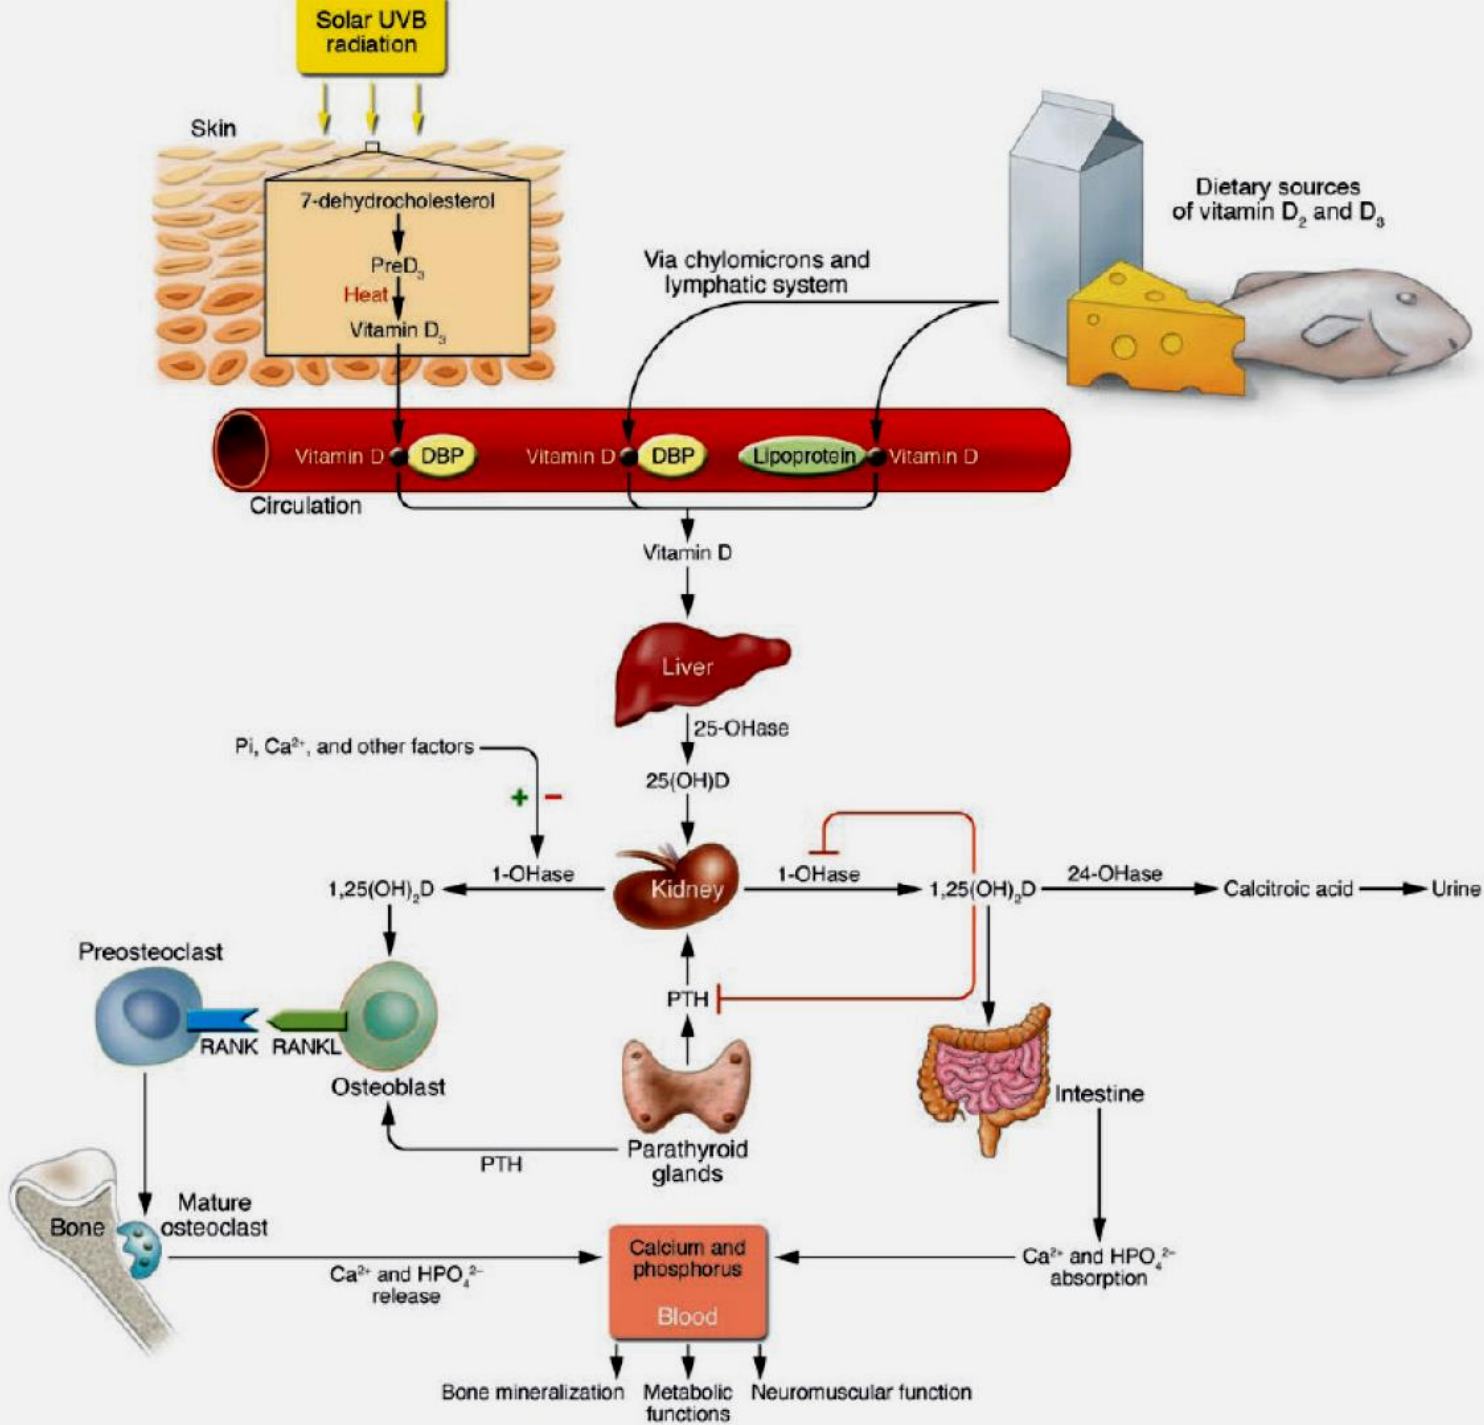 Solar UVB
radiation
Skin
7-dehydrocholesterol
PreD₃
Heat
Vitamin D₃
Via chylomicrons and
lymphatic system
Dietary sources
of vitamin D₂ and D₃
Vitamin D
DBP
Vitamin D
DBP
Lipoprotein
Vitamin D
Circulation
Vitamin D
Liver
25-OHase
25(OH)D
Pi, Ca²⁺, and other factors
+ −
1-OHase
1,25(OH)₂D
Kidney
1-OHase
1,25(OH)₂D
24-OHase
Calcitroic acid
Urine
Preosteoclast
RANK
RANKL
Osteoblast
PTH
Parathyroid
glands
PTH
Intestine
Bone
Mature
osteoclast
Ca²⁺ and HPO₄²⁻
release
Calcium and
phosphorus
Blood
Ca²⁺ and HPO₄²⁻
absorption
Bone mineralization
Metabolic
functions
Neuromuscular function